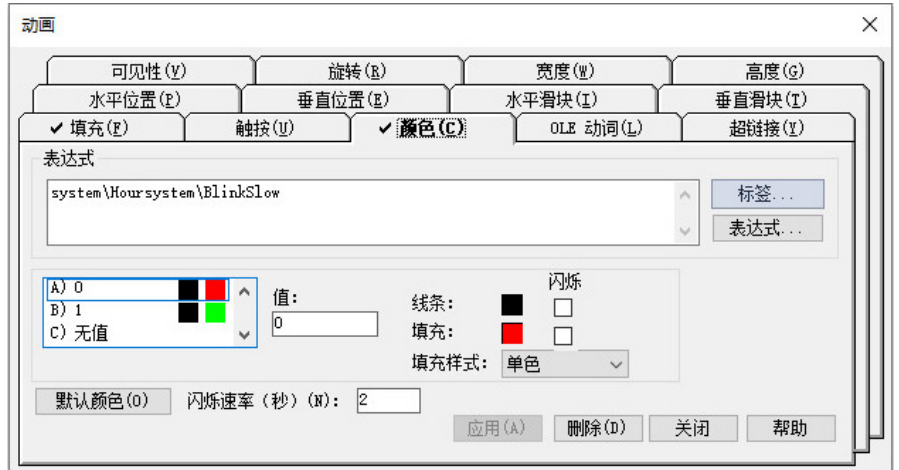 动画
可见性(V)
旋转(R)
宽度(W)
高度(G)
水平位置(P)
垂直位置(E)
水平滑块(I)
垂直滑块(T)
填充(F)
触按(U)
颜色(C)
OLE 动词(L)
超链接(Y)
表达式
system\Hoursystem\BlinkSlow
标签...
表达式...
A) 0
B) 1
C) 无值
值:
0
闪烁
线条:
填充:
填充样式: 单色
默认颜色(O)
闪烁速率（秒）(N): 2
应用(A)
删除(D)
关闭
帮助